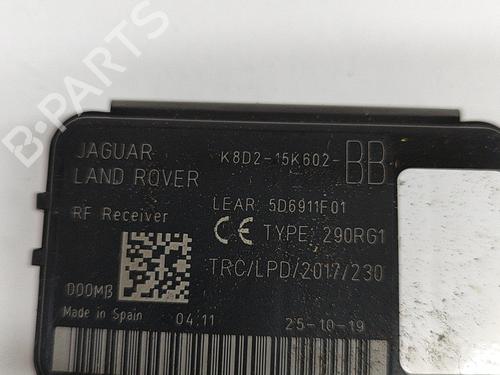 JAGUAR
LAND ROVER
K8D2-15K602-BB
LEAR: 5D6911F01
RF Receiver
CE TYPE: 290RG1
TRC/LPD/2017/230
000MB
Made in Spain
04.11
25-10-19
B-PARTS